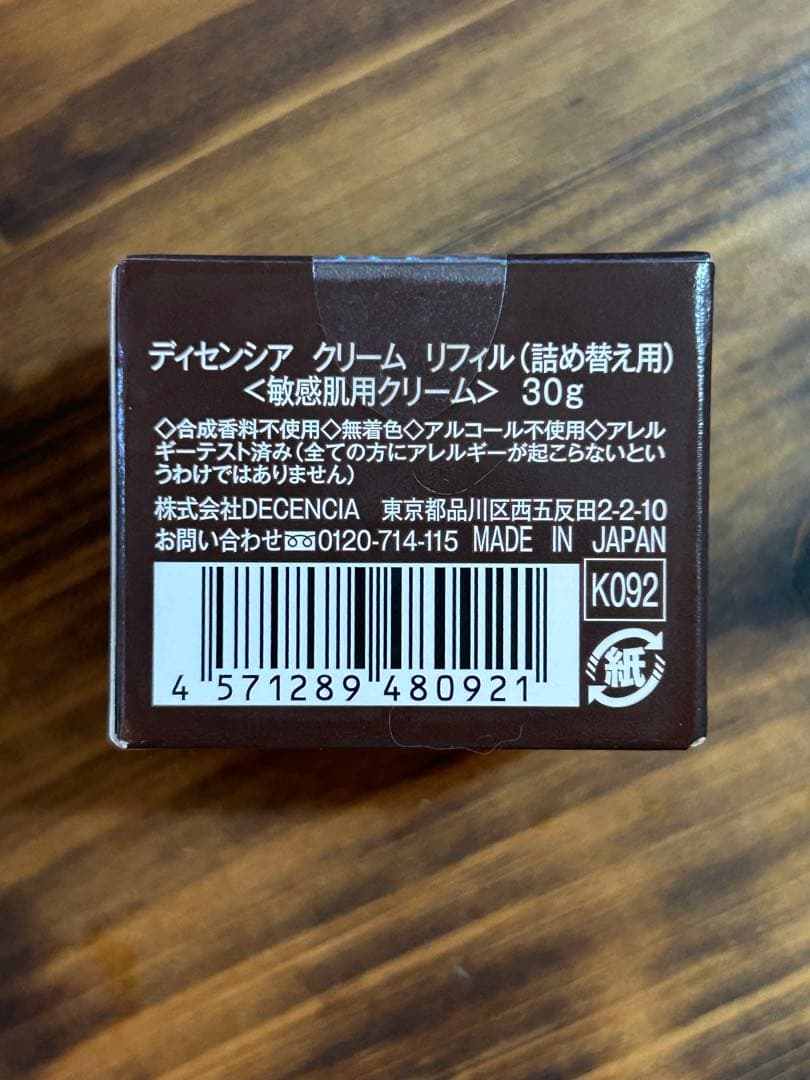 ディセンシア クリーム リフィル(詰め替え用)
<敏感肌用クリーム> 30g
◇合成香料不使用◇無着色◇アルコール不使用◇アレル
ギーテスト済み(全ての方にアレルギーが起こらないとい
うわけではありません)
株式会社DECENCIA 東京都品川区西五反田2-2-10
お問い合わせ 0120-714-115 MADE IN JAPAN
K092
紙
4 571289 480921